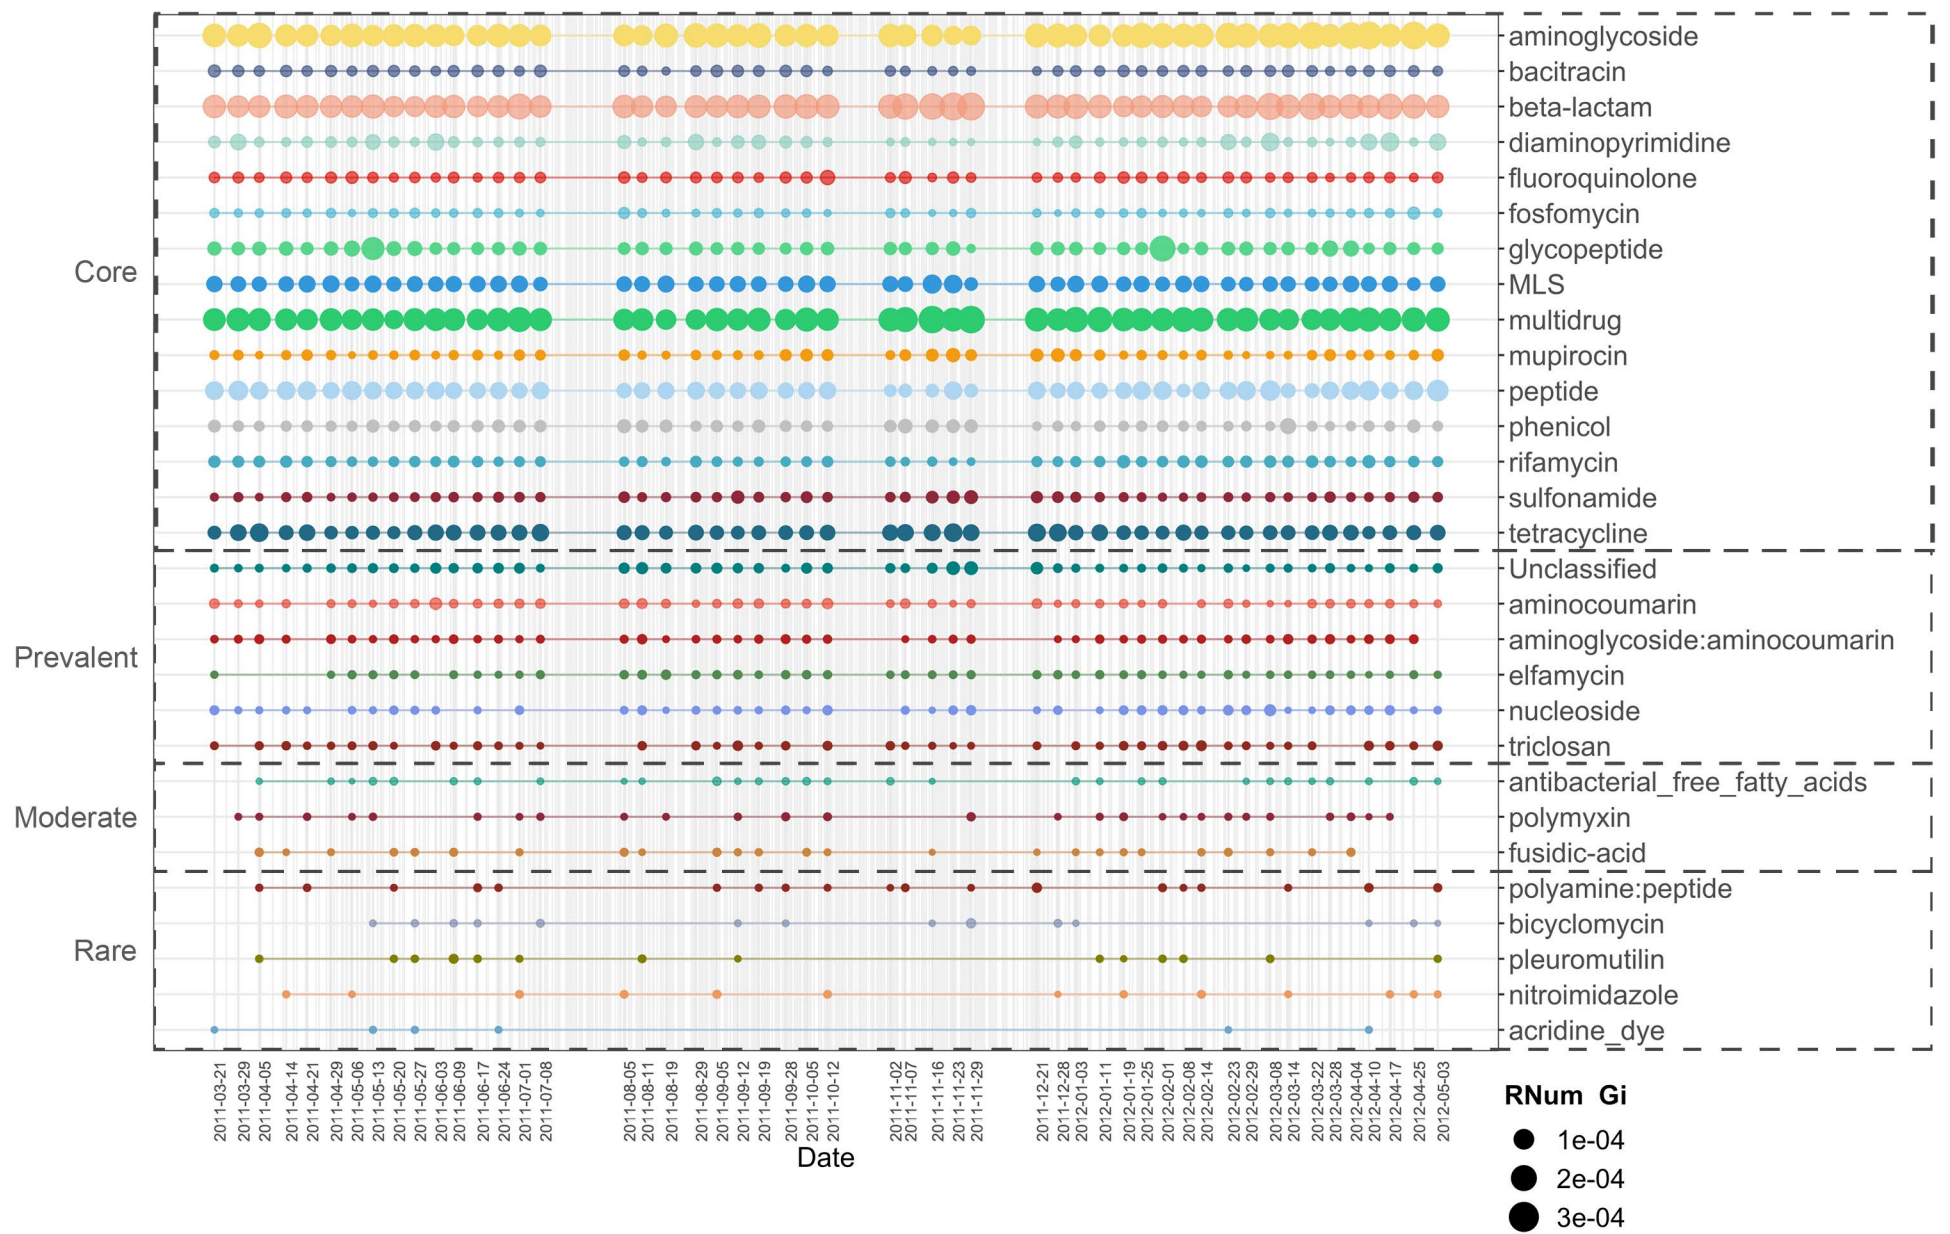 aminoglycoside
bacitracin
beta-lactam
diaminopyrimidine
fluoroquinolone
fosfomycin
glycopeptide
Core
MLS
multidrug
mupirocin
peptide
phenicol
rifamycin
sulfonamide
tetracycline
Unclassified
aminocoumarin
aminoglycoside:aminocoumarin
Prevalent
elfamycin
nucleoside
triclosan
antibacterial_free_fatty_acids
Moderate
polymyxin
fusidic-acid
polyamine:peptide
bicyclomycin
Rare
pleuromutilin
nitroimidazole
acridine_dye
2011-03-21
2011-03-29
2011-04-05
2011-04-14
2011-04-21
2011-04-29
2011-05-06
2011-05-13
2011-05-20
2011-05-27
2011-06-03
2011-06-09
2011-06-17
2011-06-24
2011-07-01
2011-07-08
2011-08-05
2011-08-11
2011-08-19
2011-08-29
2011-09-05
2011-09-12
2011-09-19
2011-09-28
2011-10-05
2011-10-12
2011-11-02
2011-11-07
2011-11-16
2011-11-23
2011-11-29
2011-12-21
2011-12-28
2012-01-03
2012-01-11
2012-01-19
2012-01-25
2012-02-01
2012-02-08
2012-02-14
2012-02-23
2012-02-29
2012-03-08
2012-03-14
2012-03-22
2012-03-28
2012-04-04
2012-04-10
2012-04-17
2012-04-25
2012-05-03
Date
RNum Gi
1e-04
2e-04
3e-04